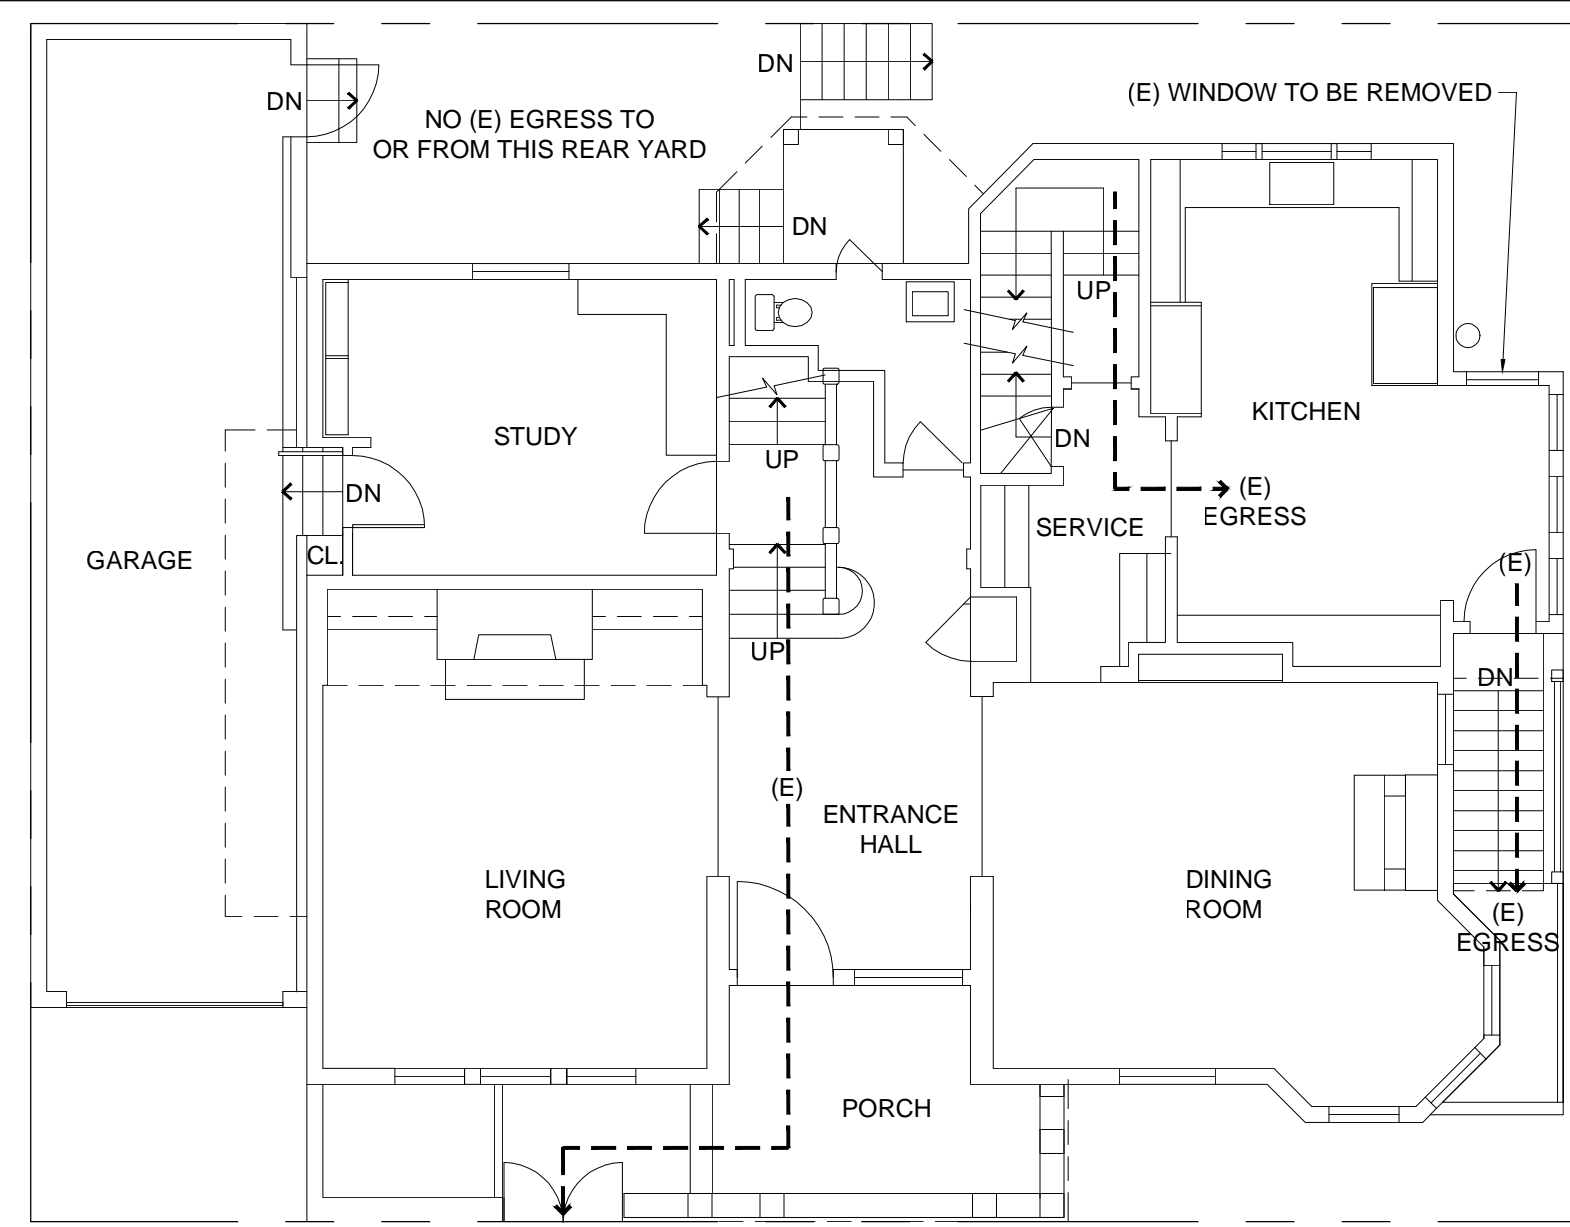 DN
(E) WINDOW TO BE REMOVED
DN
NO (E) EGRESS TO
OR FROM THIS REAR YARD
DN
UP
KITCHEN
STUDY
DN
UP
DN
(E)
EGRESS
SERVICE
GARAGE
CL.
(E)
UP
DN
(E)
ENTRANCE
HALL
LIVING
ROOM
DINING
ROOM
(E)
EGRESS
PORCH